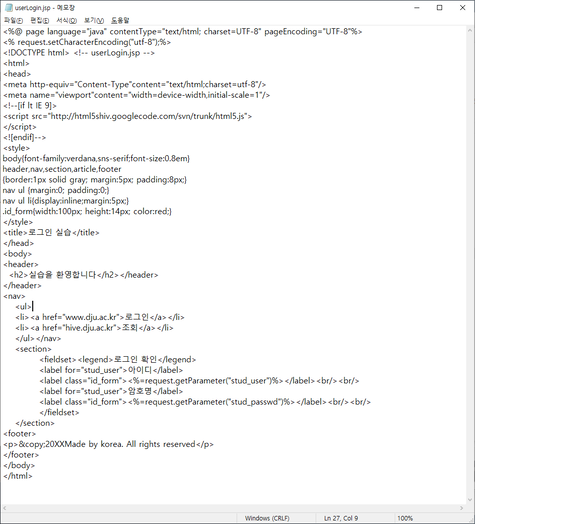 userLogin.jsp - 메모장
파일(F) 편집(E) 서식(O) 보기(V) 도움말
<%@ page language="java" contentType="text/html; charset=UTF-8" pageEncoding="UTF-8"%>
<% request.setCharacterEncoding("utf-8");%>
<!DOCTYPE html> <!-- userLogin.jsp -->
<html>
<head>
<meta http-equiv="Content-Type"content="text/html;charset=utf-8"/>
<meta name="viewport"content="width=device-width,initial-scale=1"/>
<!--[if lt IE 9]>
<script src="http://html5shiv.googlecode.com/svn/trunk/html5.js">
</script>
<![endif]-->
<style>
body{font-family:verdana,sns-serif;font-size:0.8em}
header,nav,section,article,footer
{border:1px solid gray; margin:5px; padding:8px;}
nav ul {margin:0; padding:0;}
nav ul li{display:inline;margin:5px;}
.id_form{width:100px; height:14px; color:red;}
</style>
<title>로그인 실습</title>
</head>
<body>
<header>
<h2>실습을 환영합니다</h2></header>
</header>
<nav>
<ul>
<li><a href="www.dju.ac.kr">로그인</a></li>
<li><a href="hive.dju.ac.kr">조회</a></li>
</ul></nav>
<section>
<fieldset><legend>로그인 확인</legend>
<label for="stud_user">아이디</label>
<label class="id_form"><%=request.getParameter("stud_user")%></label><br/><br/>
<label for="stud_user">암호명</label>
<label class="id_form"><%=request.getParameter("stud_passwd")%></label><br/><br/>
</fieldset>
</section>
<footer>
<p>&copy;20XXMade by korea. All rights reserved</p>
</footer>
</body>
</html>
Windows (CRLF) Ln 27, Col 9 100%